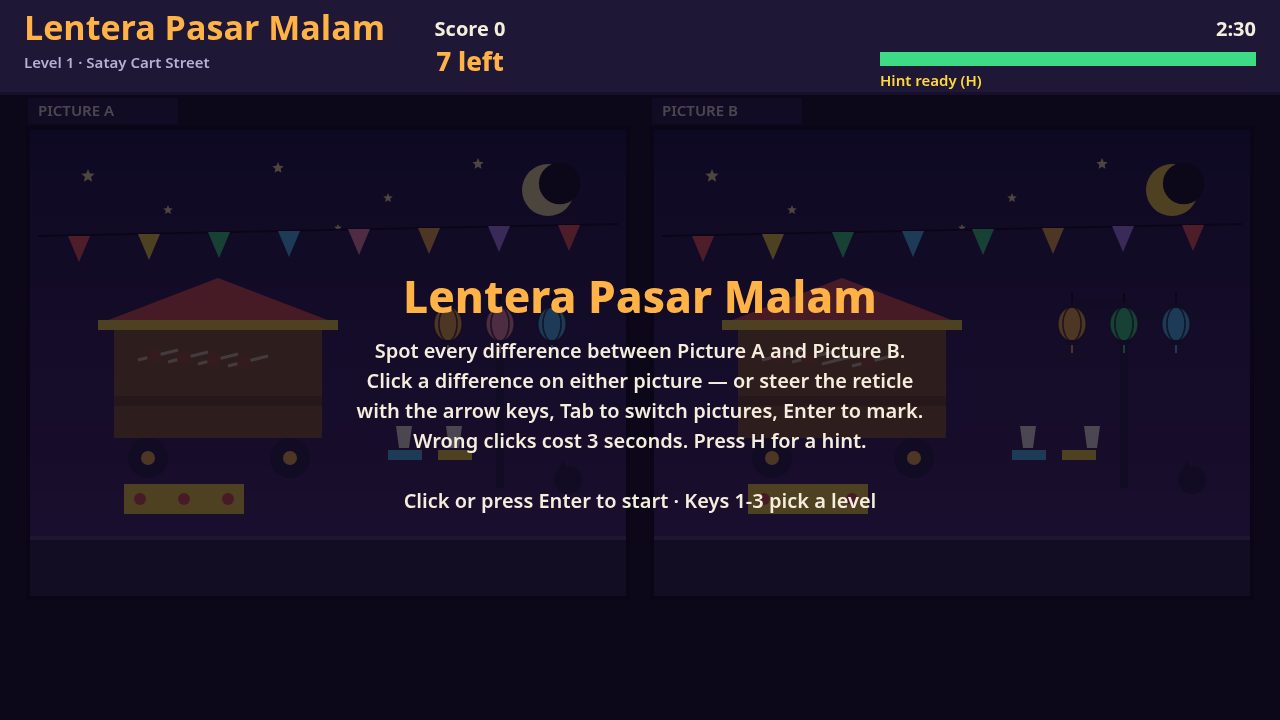 Lentera Pasar Malam
Level 1 · Satay Cart Street
Score 0
7 left
2:30
Hint ready (H)
PICTURE A
PICTURE B
Lentera Pasar Malam
Spot every difference between Picture A and Picture B.
Click a difference on either picture — or steer the reticle
with the arrow keys, Tab to switch pictures, Enter to mark.
Wrong clicks cost 3 seconds. Press H for a hint.
Click or press Enter to start · Keys 1-3 pick a level